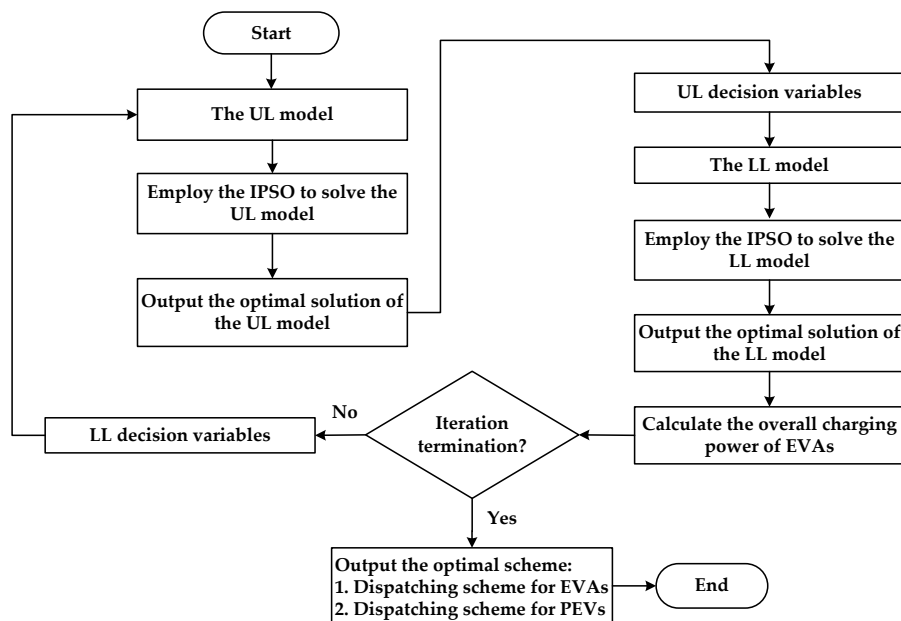 Start
The UL model
Employ the IPSO to solve the
UL model
Output the optimal solution of
the UL model
UL decision variables
The LL model
Employ the IPSO to solve the
LL model
Output the optimal solution of
the LL model
Calculate the overall charging
power of EVAs
Iteration
termination?
No
LL decision variables
Yes
Output the optimal scheme:
1. Dispatching scheme for EVAs
2. Dispatching scheme for PEVs
End